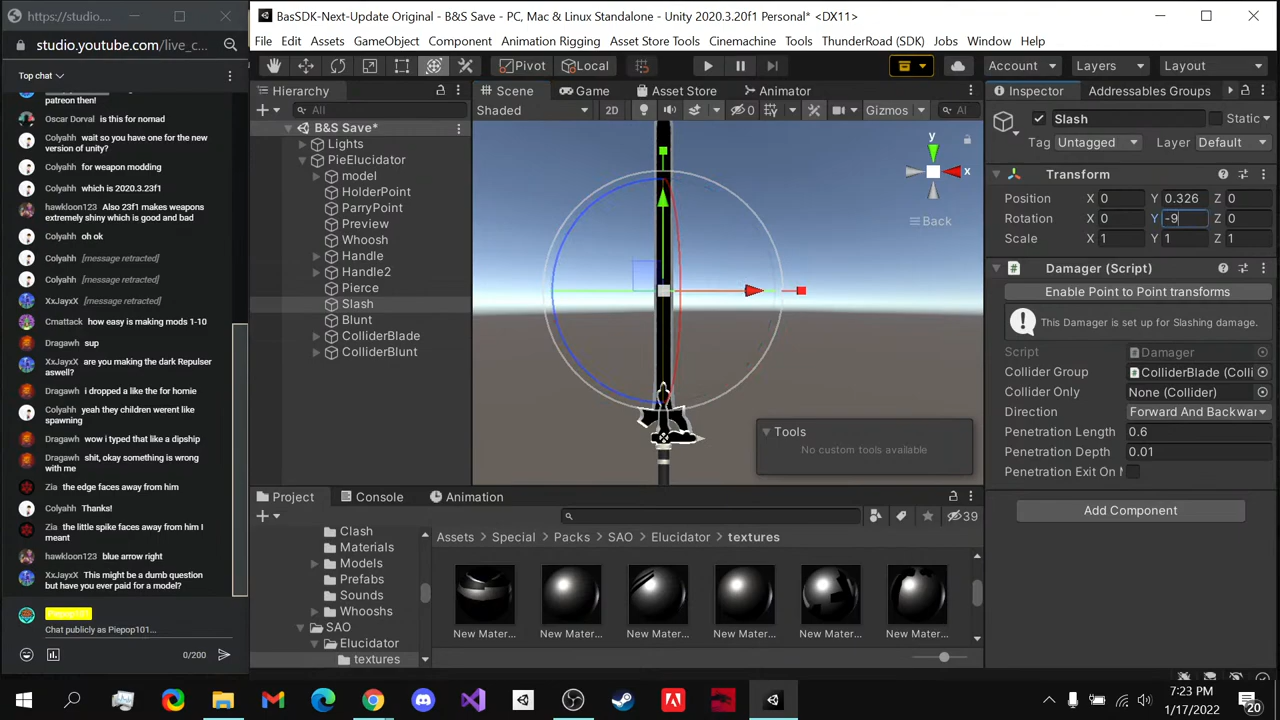 https://studio.yo...
studio.youtube.com/live_c...
Top chat
patreon then!
Oscar Dorval is this for nomad
Colyahh wait so you have one for the new
version of unity?
Colyahh for weapon modding
Colyahh which is 2020.3.23f1
hawkloon123 Also 23f1 makes weapons
extremely shiny which is good and bad
Colyahh oh ok
Colyahh [message retracted]
Colyahh [message retracted]
XxJayxX [message retracted]
Cmattack how easy is making mods 1-10
Dragawh sup
XxJayxX are you making the dark Repulser
aswell?
Dragawh i dropped a like for the homie
Colyahh yeah they children werent like
spawning
Dragawh wow i typed that like a dipship
Dragawh shit, okay something is wrong
with me
Zia the edge faces away from him
Colyahh Thanks!
Zia the little spike faces away from him I
meant
hawkloon123 blue arrow right
XxJayxX This might be a dumb question
but have you ever paid for a model?
Piepop101
Chat publicly as Piepop101...
0/200
BasSDK-Next-Update Original - B&S Save - PC, Mac & Linux Standalone - Unity 2020.3.20f1 Personal* <DX11>
File Edit Assets GameObject Component Animation Rigging Asset Store Tools Cinemachine Tools ThunderRoad (SDK) Jobs Window Help
Pivot Local Account Layers Layout
Hierarchy
All
B&S Save*
Lights
PieElucidator
model
HolderPoint
ParryPoint
Preview
Whoosh
Handle
Handle2
Pierce
Slash
Blunt
ColliderBlade
ColliderBlunt
Scene Game Asset Store Animator
Shaded 2D 0 Gizmos Al
y
x
Back
Tools
No custom tools available
Inspector Addressables Groups
Slash Static
Tag Untagged Layer Default
Transform
Position X 0 Y 0.326 Z 0
Rotation X 0 Y -9 Z 0
Scale X 1 Y 1 Z 1
Damager (Script)
Enable Point to Point transforms
This Damager is set up for Slashing damage.
Script Damager
Collider Group ColliderBlade (Colli
Collider Only None (Collider)
Direction Forward And Backwar
Penetration Length 0.6
Penetration Depth 0.01
Penetration Exit On M
Add Component
Project Console Animation
39
Clash
Materials
Models
Prefabs
Sounds
Whooshs
SAO
Elucidator
textures
Assets Special Packs SAO Elucidator textures
New Mater... New Mater... New Mater... New Mater... New Mater... New Mater...
7:23 PM
1/17/2022
20